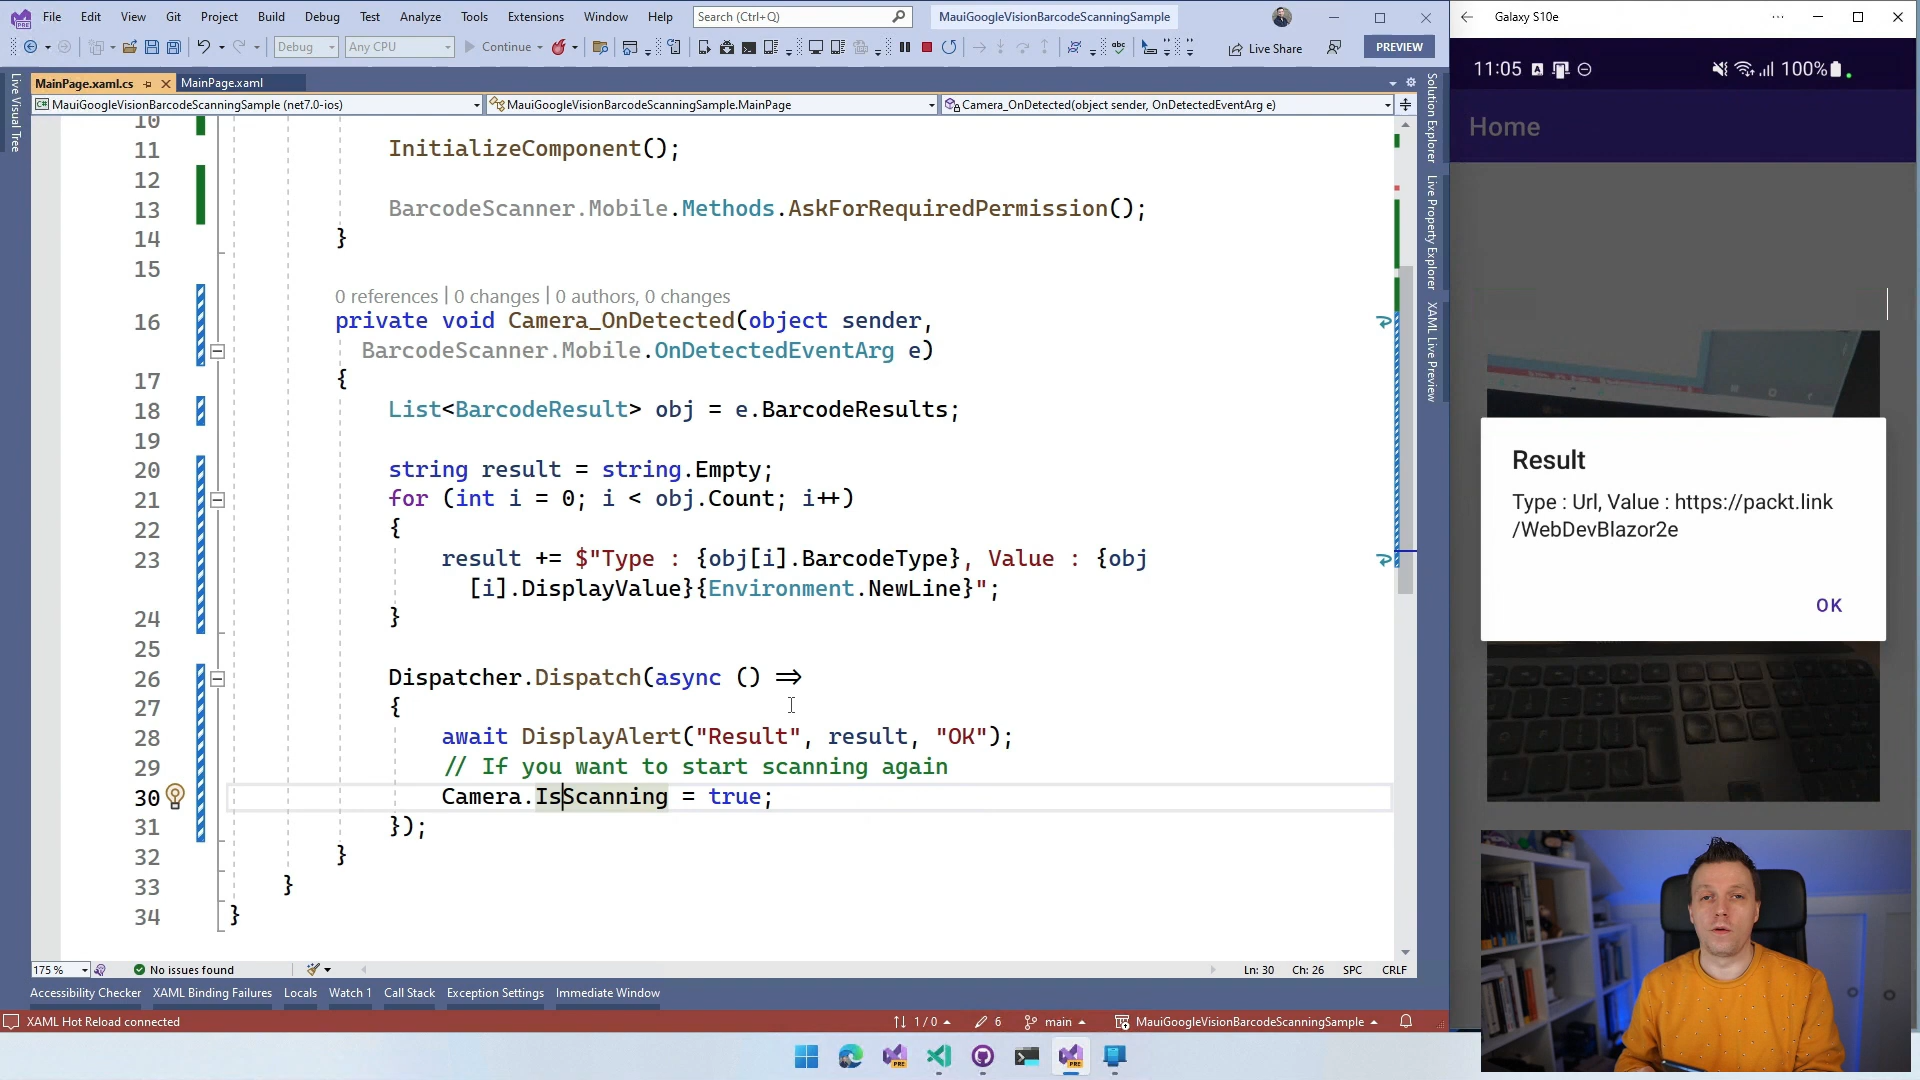 File Edit View Git Project Build Debug Test Analyze Tools Extensions Window Help Search (Ctrl+Q) MauiGoogleVisionBarcodeScanningSample
Debug Any CPU Continue Live Share PREVIEW
MainPage.xaml.cs MainPage.xaml
MauiGoogleVisionBarcodeScanningSample (net7.0-ios) MauiGoogleVisionBarcodeScanningSample.MainPage Camera_OnDetected(object sender, OnDetectedEventArg e)
Live Visual Tree
10
11 InitializeComponent();
12
13 BarcodeScanner.Mobile.Methods.AskForRequiredPermission();
14 }
15
0 references | 0 changes | 0 authors, 0 changes
16 private void Camera_OnDetected(object sender,
BarcodeScanner.Mobile.OnDetectedEventArg e)
17 {
18 List<BarcodeResult> obj = e.BarcodeResults;
19
20 string result = string.Empty;
21 for (int i = 0; i < obj.Count; i++)
22 {
23 result += $"Type : {obj[i].BarcodeType}, Value : {obj
[i].DisplayValue}{Environment.NewLine}";
24 }
25
26 Dispatcher.Dispatch(async () =>
27 {
28 await DisplayAlert("Result", result, "OK");
29 // If you want to start scanning again
30 Camera.IsScanning = true;
31 });
32 }
33 }
34 }
175 % No issues found Ln: 30 Ch: 26 SPC CRLF
Accessibility Checker XAML Binding Failures Locals Watch 1 Call Stack Exception Settings Immediate Window
XAML Hot Reload connected 1 / 0 6 main MauiGoogleVisionBarcodeScanningSample
Solution Explorer
Live Property Explorer
XAML Live Preview
Galaxy S10e
11:05 100%
Home
Result
Type : Url, Value : https://packt.link
/WebDevBlazor2e
OK